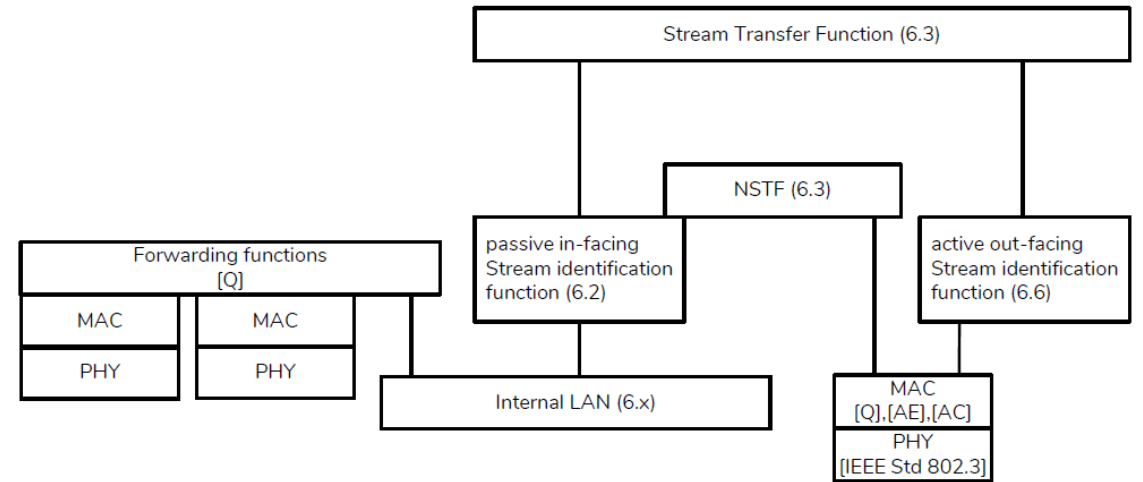 Stream Transfer Function (6.3)
NSTF (6.3)
passive in-facing
Stream identification
function (6.2)
active out-facing
Stream identification
function (6.6)
Forwarding functions
[Q]
MAC
MAC
PHY
PHY
Internal LAN (6.x)
MAC
[Q],[AE],[AC]
PHY
[IEEE Std 802.3]